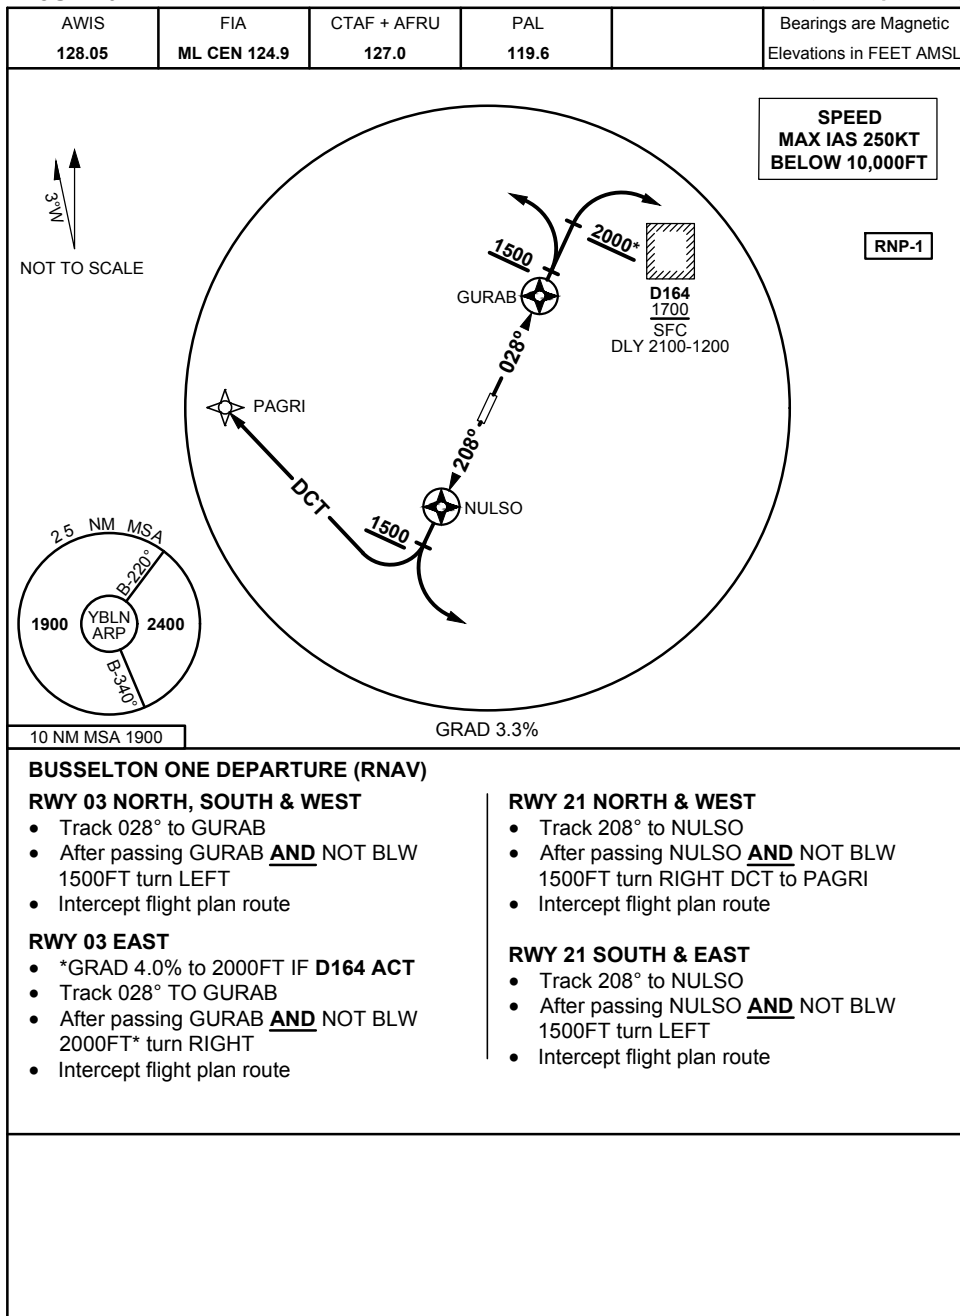 AWIS
128.05
FIA
ML CEN 124.9
CTAF + AFRU
127.0
PAL
119.6
Bearings are Magnetic
Elevations in FEET AMSL
SPEED
MAX IAS 250KT
BELOW 10,000FT
3°W
NOT TO SCALE
RNP-1
1500
2000*
GURAB
D164
1700
SFC
DLY 2100-1200
028°
PAGRI
208°
DCT
NULSO
1500
25 NM MSA
B-220°
1900
YBLN
ARP
2400
B-340°
10 NM MSA 1900
GRAD 3.3%
BUSSELTON ONE DEPARTURE (RNAV)
RWY 03 NORTH, SOUTH & WEST
• Track 028° to GURAB
• After passing GURAB AND NOT BLW
1500FT turn LEFT
• Intercept flight plan route
RWY 03 EAST
• *GRAD 4.0% to 2000FT IF D164 ACT
• Track 028° TO GURAB
• After passing GURAB AND NOT BLW
2000FT* turn RIGHT
• Intercept flight plan route
RWY 21 NORTH & WEST
• Track 208° to NULSO
• After passing NULSO AND NOT BLW
1500FT turn RIGHT DCT to PAGRI
• Intercept flight plan route
RWY 21 SOUTH & EAST
• Track 208° to NULSO
• After passing NULSO AND NOT BLW
1500FT turn LEFT
• Intercept flight plan route